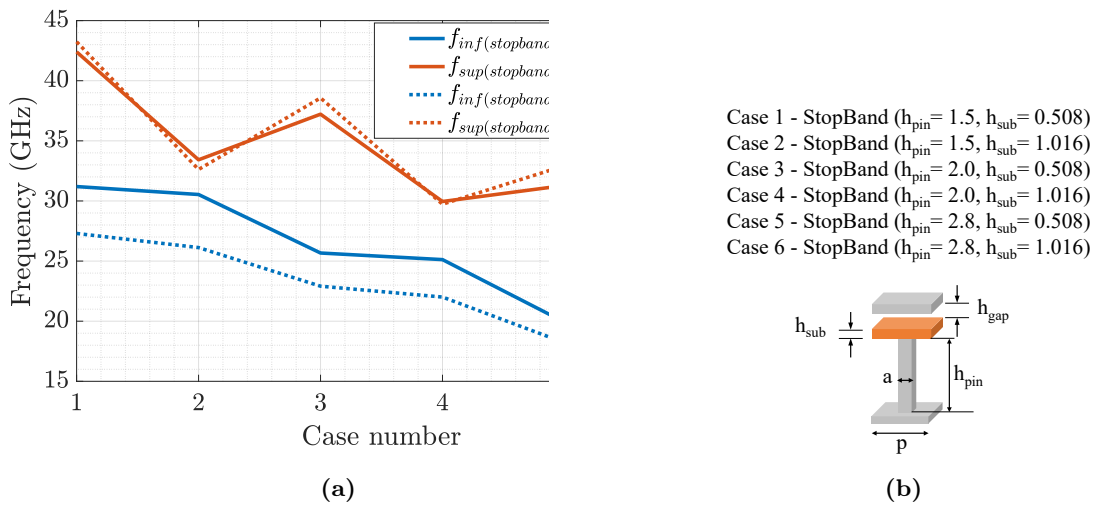 45
40
35
30
25
20
15
Frequency (GHz)
1 2 3 4
Case number
f_inf(stopband
f_sup(stopband
f_inf(stopband
f_sup(stopband
(a)
Case 1 - StopBand (h_pin= 1.5, h_sub= 0.508)
Case 2 - StopBand (h_pin= 1.5, h_sub= 1.016)
Case 3 - StopBand (h_pin= 2.0, h_sub= 0.508)
Case 4 - StopBand (h_pin= 2.0, h_sub= 1.016)
Case 5 - StopBand (h_pin= 2.8, h_sub= 0.508)
Case 6 - StopBand (h_pin= 2.8, h_sub= 1.016)
h_gap
h_sub
a
h_pin
p
(b)